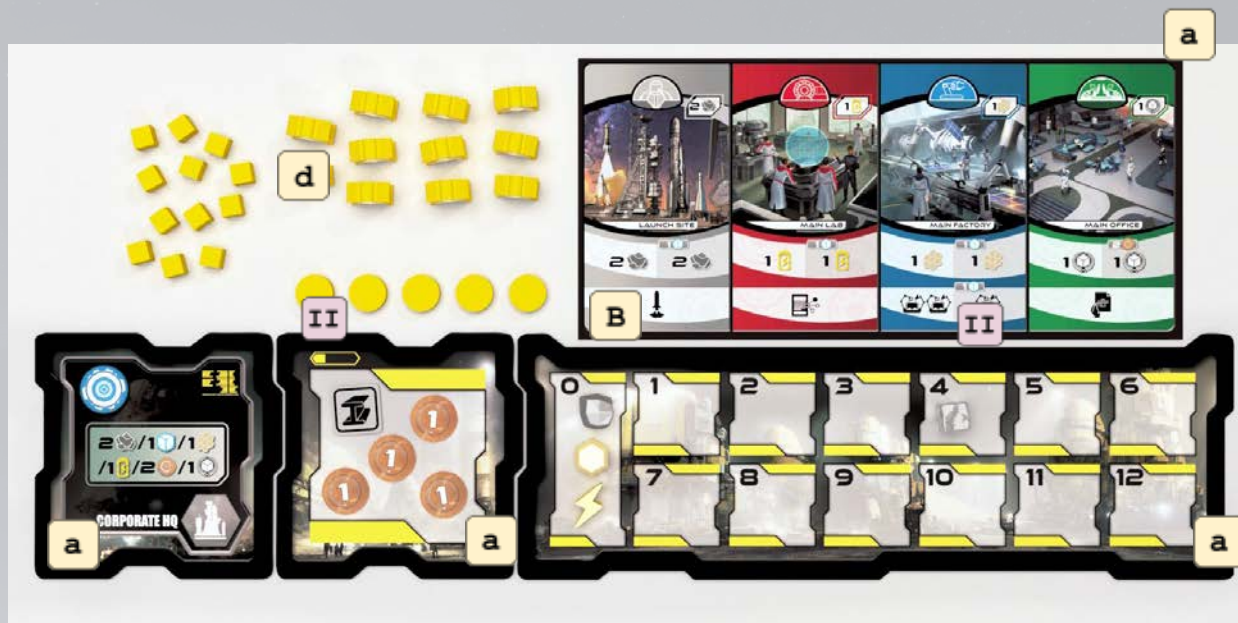 a
2 1 1 1
d
LAUNCH SITE MAIN LAB MAIN FACTORY MAIN OFFICE
2 2 1 1 1 1 1 1
B
II II
2 /1 /1
/1 /2 /1
CORPORATE HQ
a
1
1
1 1
a
0 1 2 3 4 5 6
7 8 9 10 11 12
a